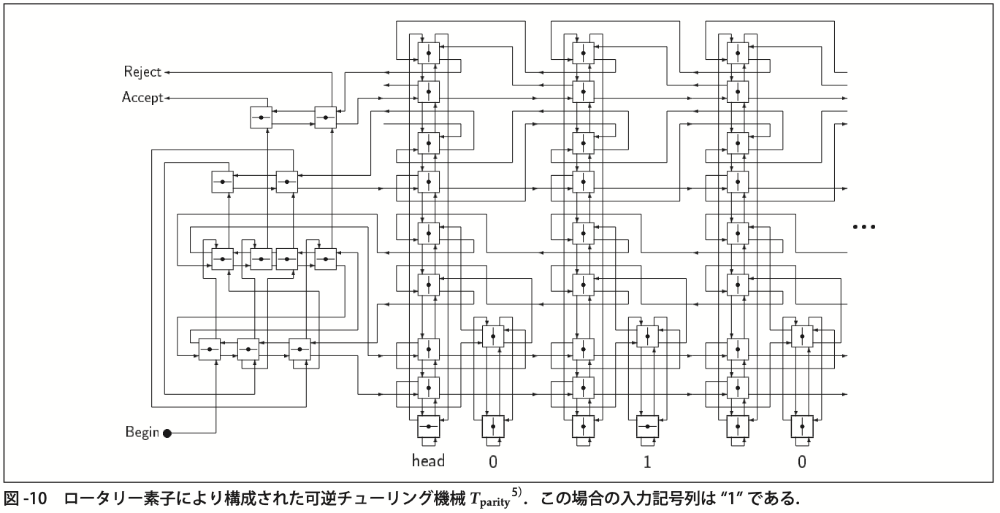 Reject
Accept
Begin
head 0 1 0
図-10 ロータリー素子により構成された可逆チューリング機械 Tparity5). この場合の入力記号列は “1” である.